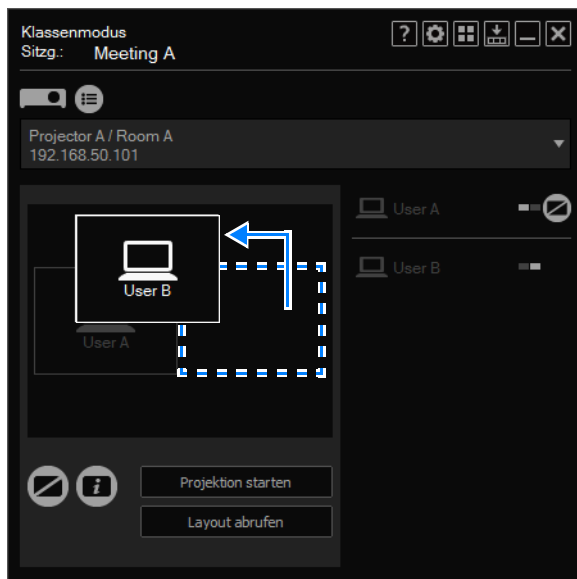 Klassenmodus
Sitzg.: Meeting A
?
Projector A / Room A
192.168.50.101
User A
User B
User B
User A
i
Projektion starten
Layout abrufen